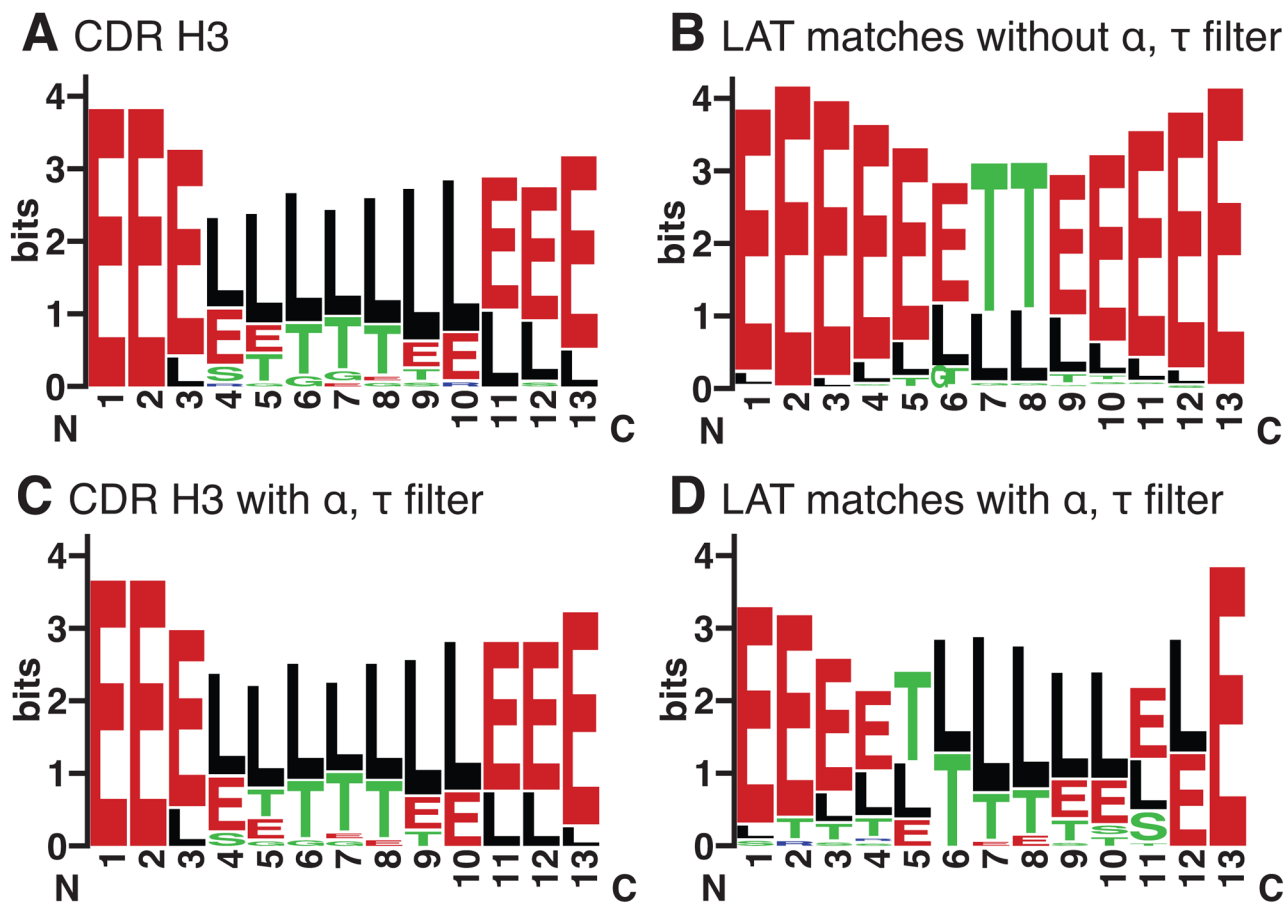 A CDR H3
4
3
2
1
0
bits
E E E L L L L L L L E E E
L E E T T T T E E L L L
S T G G E G T B S
1 2 3 4 5 6 7 8 9 10 11 12 13
N C
B LAT matches without α, τ filter
4
3
2
1
0
bits
E E E E E E T T E E E E E
L L L L L L L L L L L
T G T T T
1 2 3 4 5 6 7 8 9 10 11 12 13
N C
C CDR H3 with α, τ filter
4
3
2
1
0
bits
E E E L L L L L L L E E E
L E T T T T E E L L L
S E G E E T
1 2 3 4 5 6 7 8 9 10 11 12 13
N C
D LAT matches with α, τ filter
4
3
2
1
0
bits
E E E E T L L L L L E L E
L T L L L T T T E E L E
T T E E E T S S
1 2 3 4 5 6 7 8 9 10 11 12 13
N C